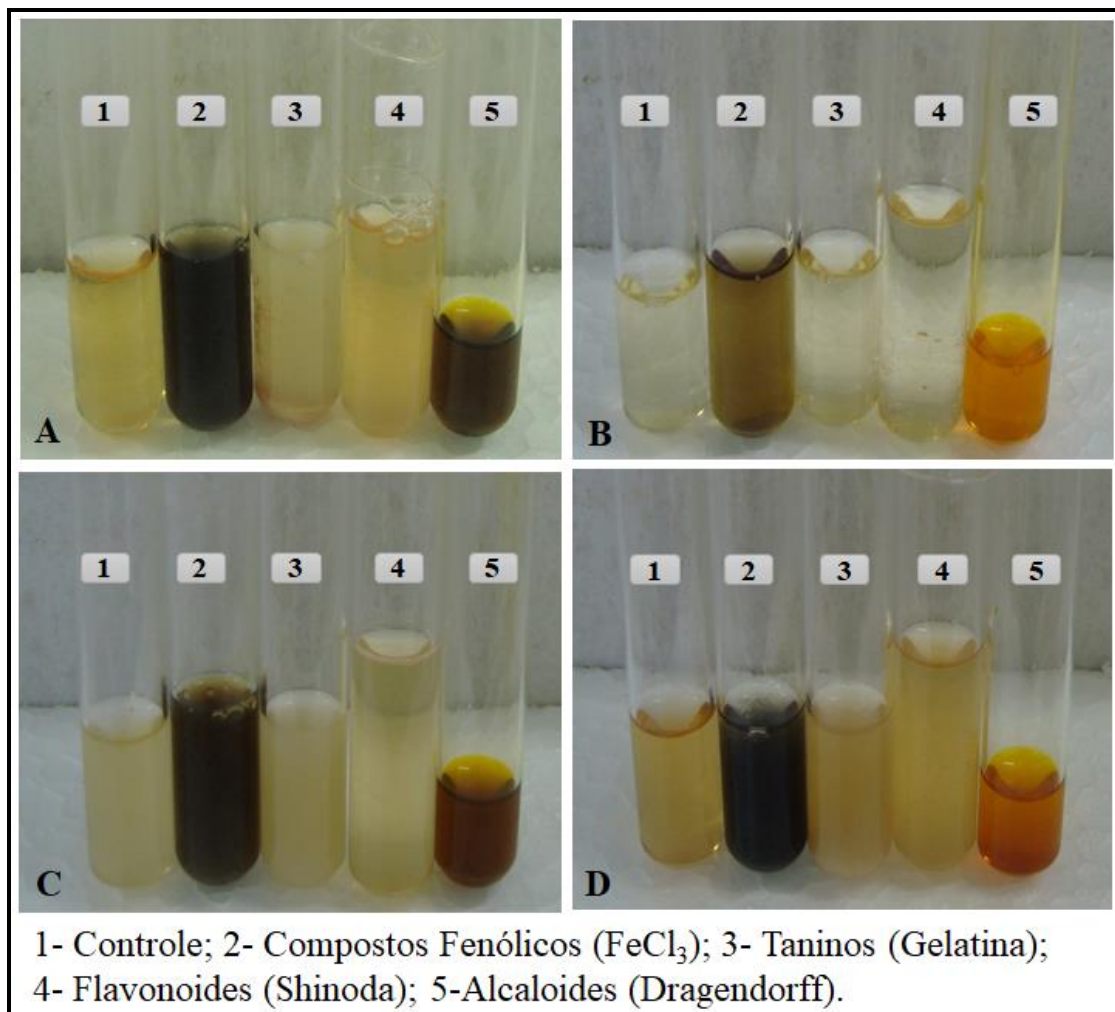 1 2 3 4 5
A
1 2 3 4 5
B
1 2 3 4 5
C
1 2 3 4 5
D
1- Controle; 2- Compostos Fenólicos (FeCl₃); 3- Taninos (Gelatina);
4- Flavonoides (Shinoda); 5-Alcaloides (Dragendorff).